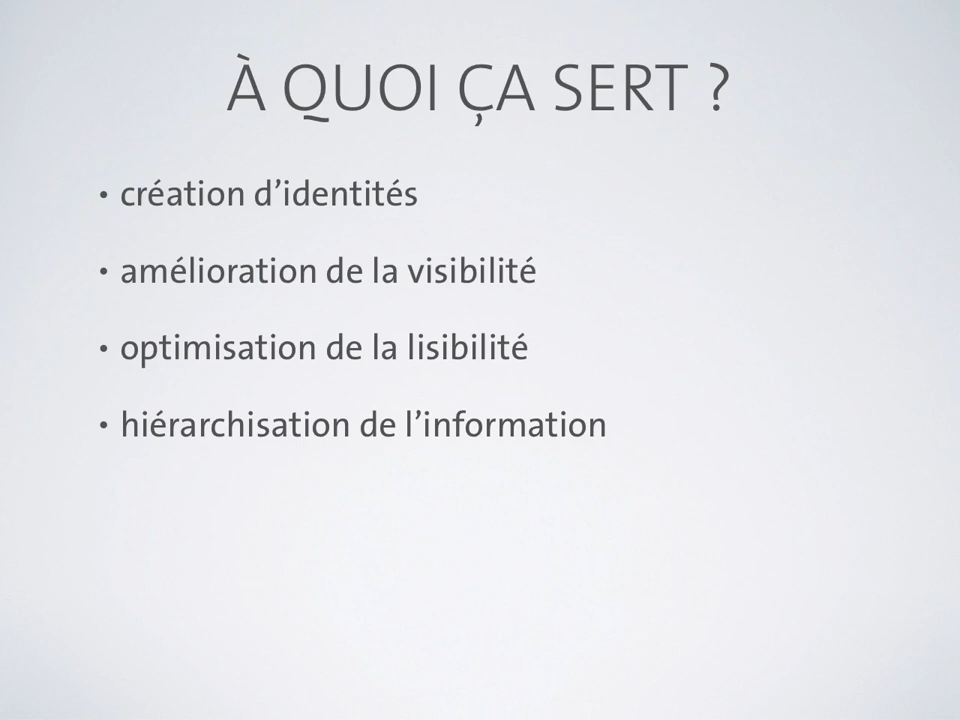 À QUOI ÇA SERT ?
• création d’identités
• amélioration de la visibilité
• optimisation de la lisibilité
• hiérarchisation de l’information